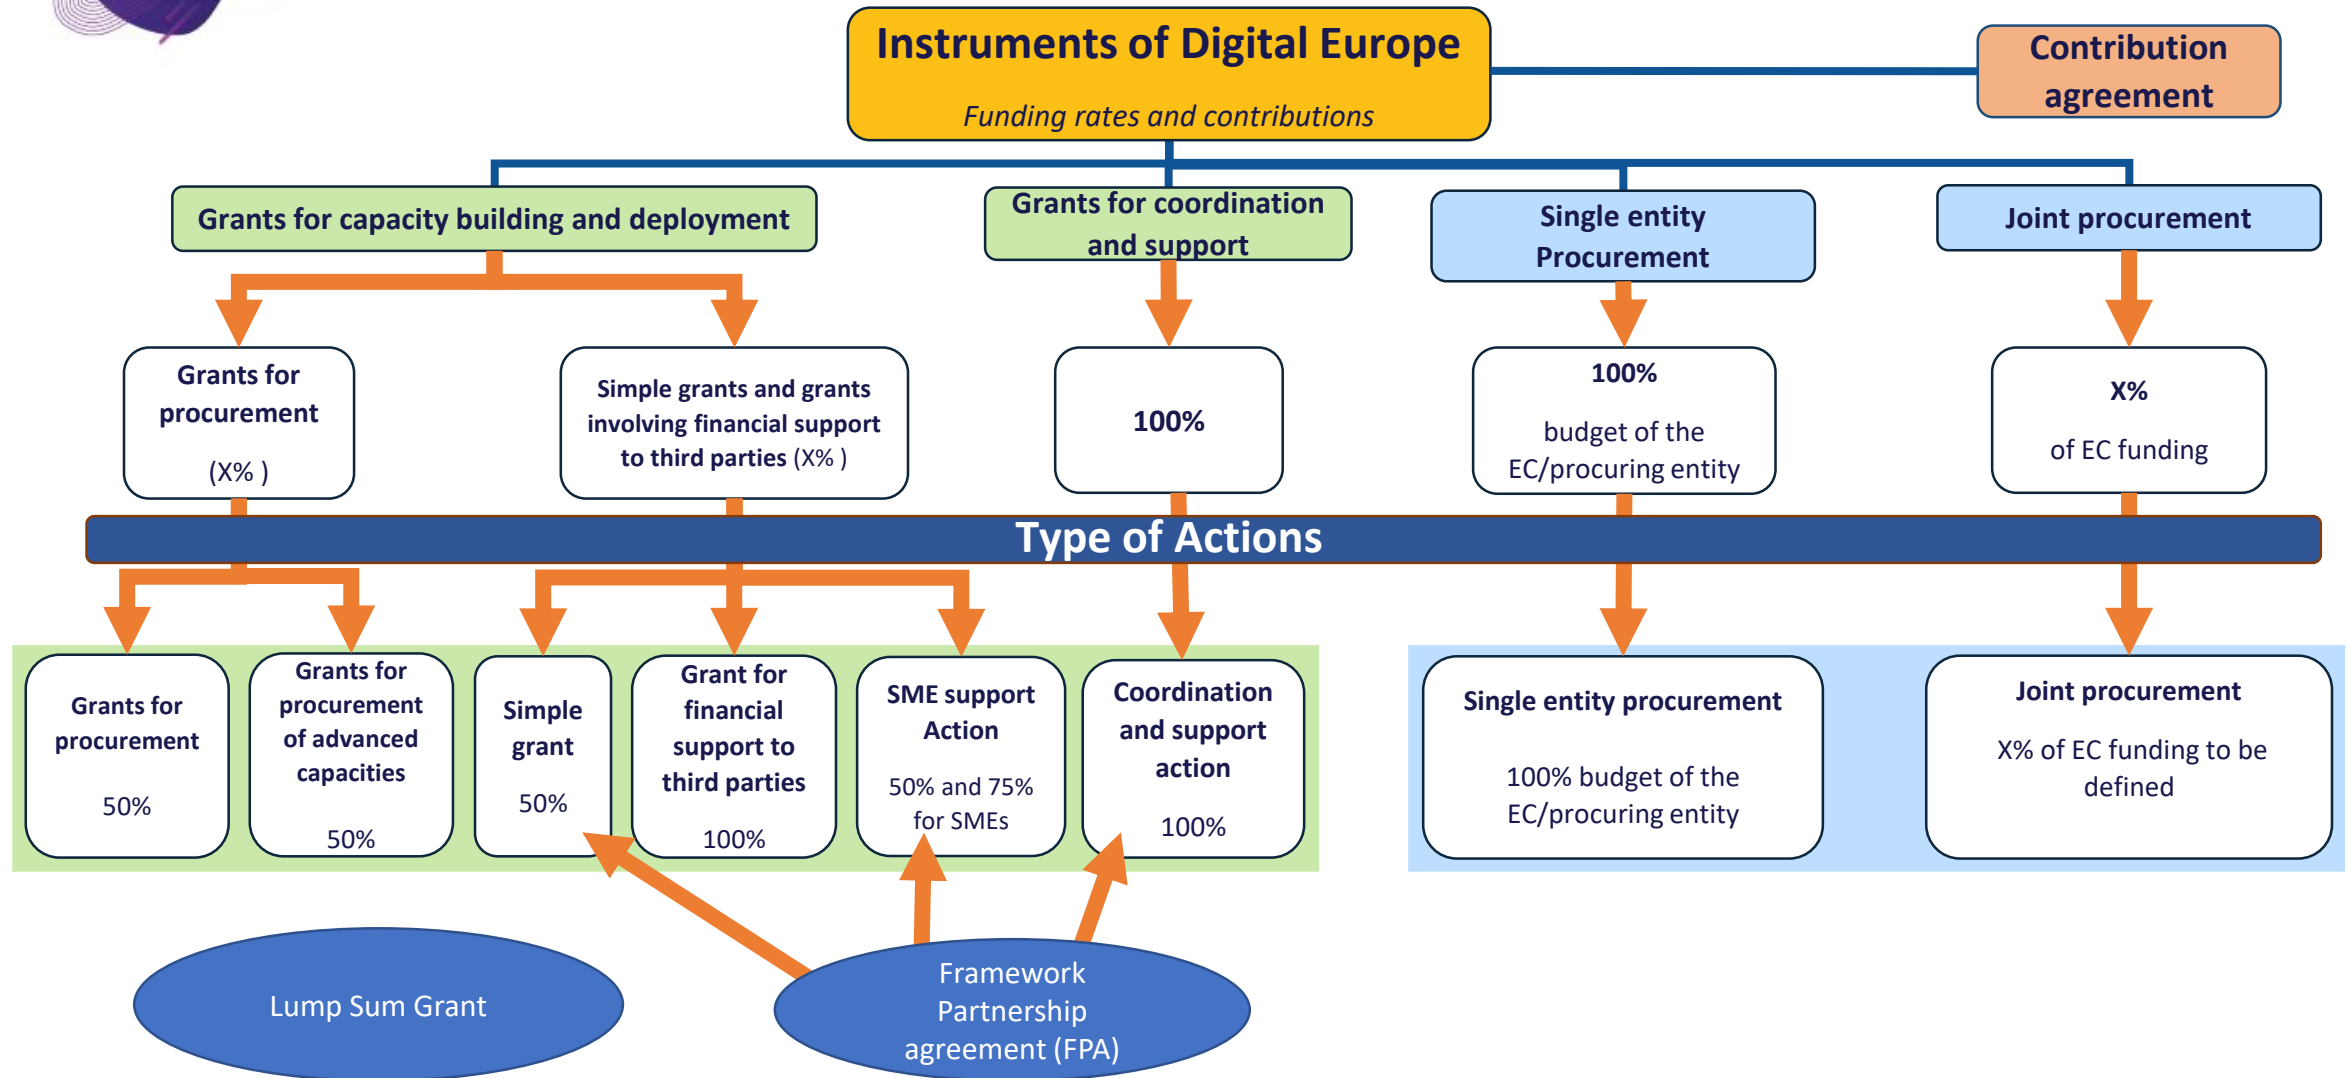 Instruments of Digital Europe
Funding rates and contributions
Contribution
agreement
Grants for capacity building and deployment
Grants for coordination
and support
Single entity
Procurement
Joint procurement
Grants for
procurement
(X% )
Simple grants and grants
involving financial support
to third parties (X% )
100%
100%
budget of the
EC/procuring entity
X%
of EC funding
Type of Actions
Grants for
procurement
50%
Grants for
procurement
of advanced
capacities
50%
Simple
grant
50%
Grant for
financial
support to
third parties
100%
SME support
Action
50% and 75%
for SMEs
Coordination
and support
action
100%
Single entity procurement
100% budget of the
EC/procuring entity
Joint procurement
X% of EC funding to be
defined
Lump Sum Grant
Framework
Partnership
agreement (FPA)